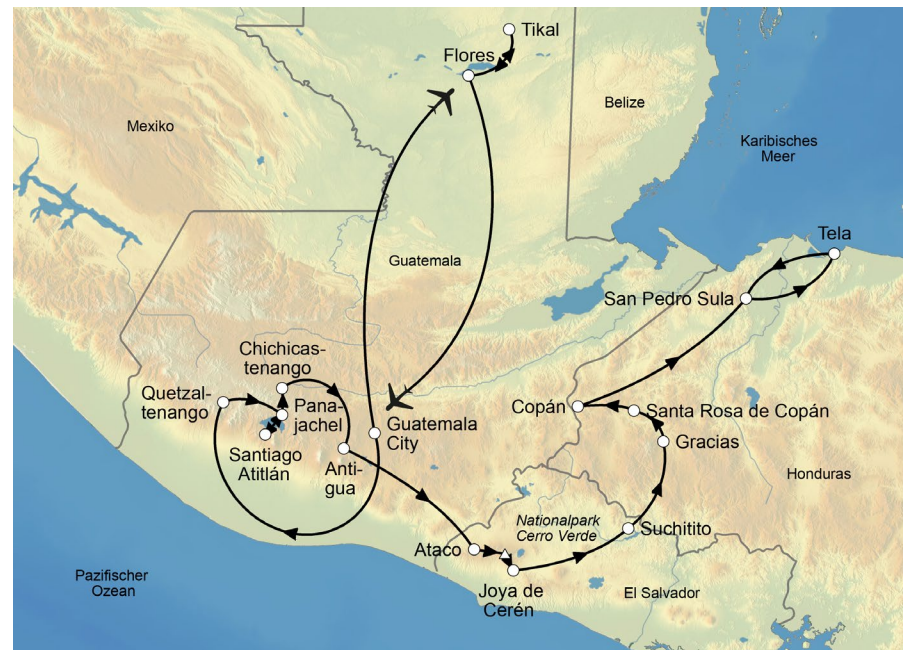 Tikal
Flores
Belize
Mexiko
Karibisches
Meer
Tela
Guatemala
San Pedro Sula
Chichicas-
tenango
Quetzal-
tenango
Pana-
jachel
Copán
Santa Rosa de Copán
Guatemala
City
Gracias
Santiago
Atitlán
Anti-
gua
Honduras
Nationalpark
Cerro Verde
Suchitito
Ataco
Pazifischer
Ozean
Joya de
Cerén
El Salvador